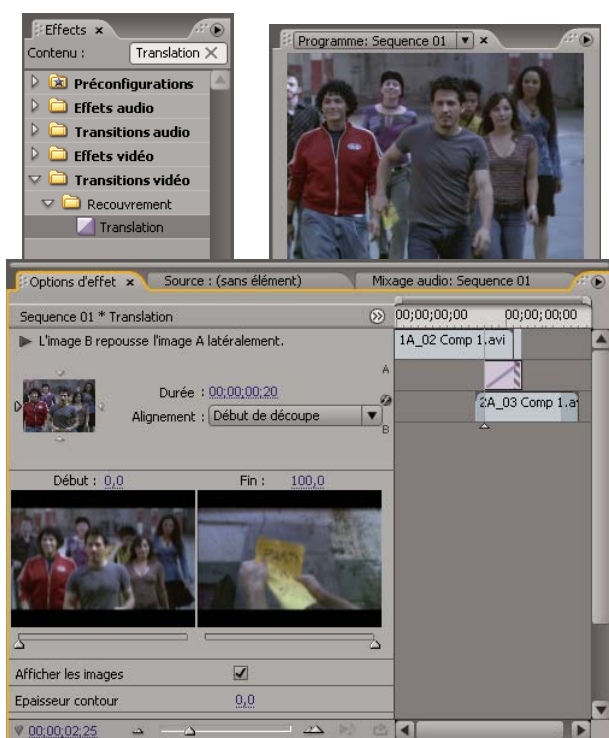 Effects
Contenu : Translation
Préconfigurations
Effets audio
Transitions audio
Effets vidéo
Transitions vidéo
Recouvrement
Translation
Programme: Sequence 01
Options d'effet
Source : (sans élément)
Mixage audio: Sequence 01
Sequence 01 * Translation
00;00;00;00
00;00;00;00
L'image B repousse l'image A latéralement.
1A_02 Comp 1.avi
A
Durée : 00;00;00;20
Alignement : Début de découpe
2A_03 Comp 1.a
B
Début : 0,0
Fin : 100,0
Afficher les images
Epaisseur contour 0,0
00;00;02;25